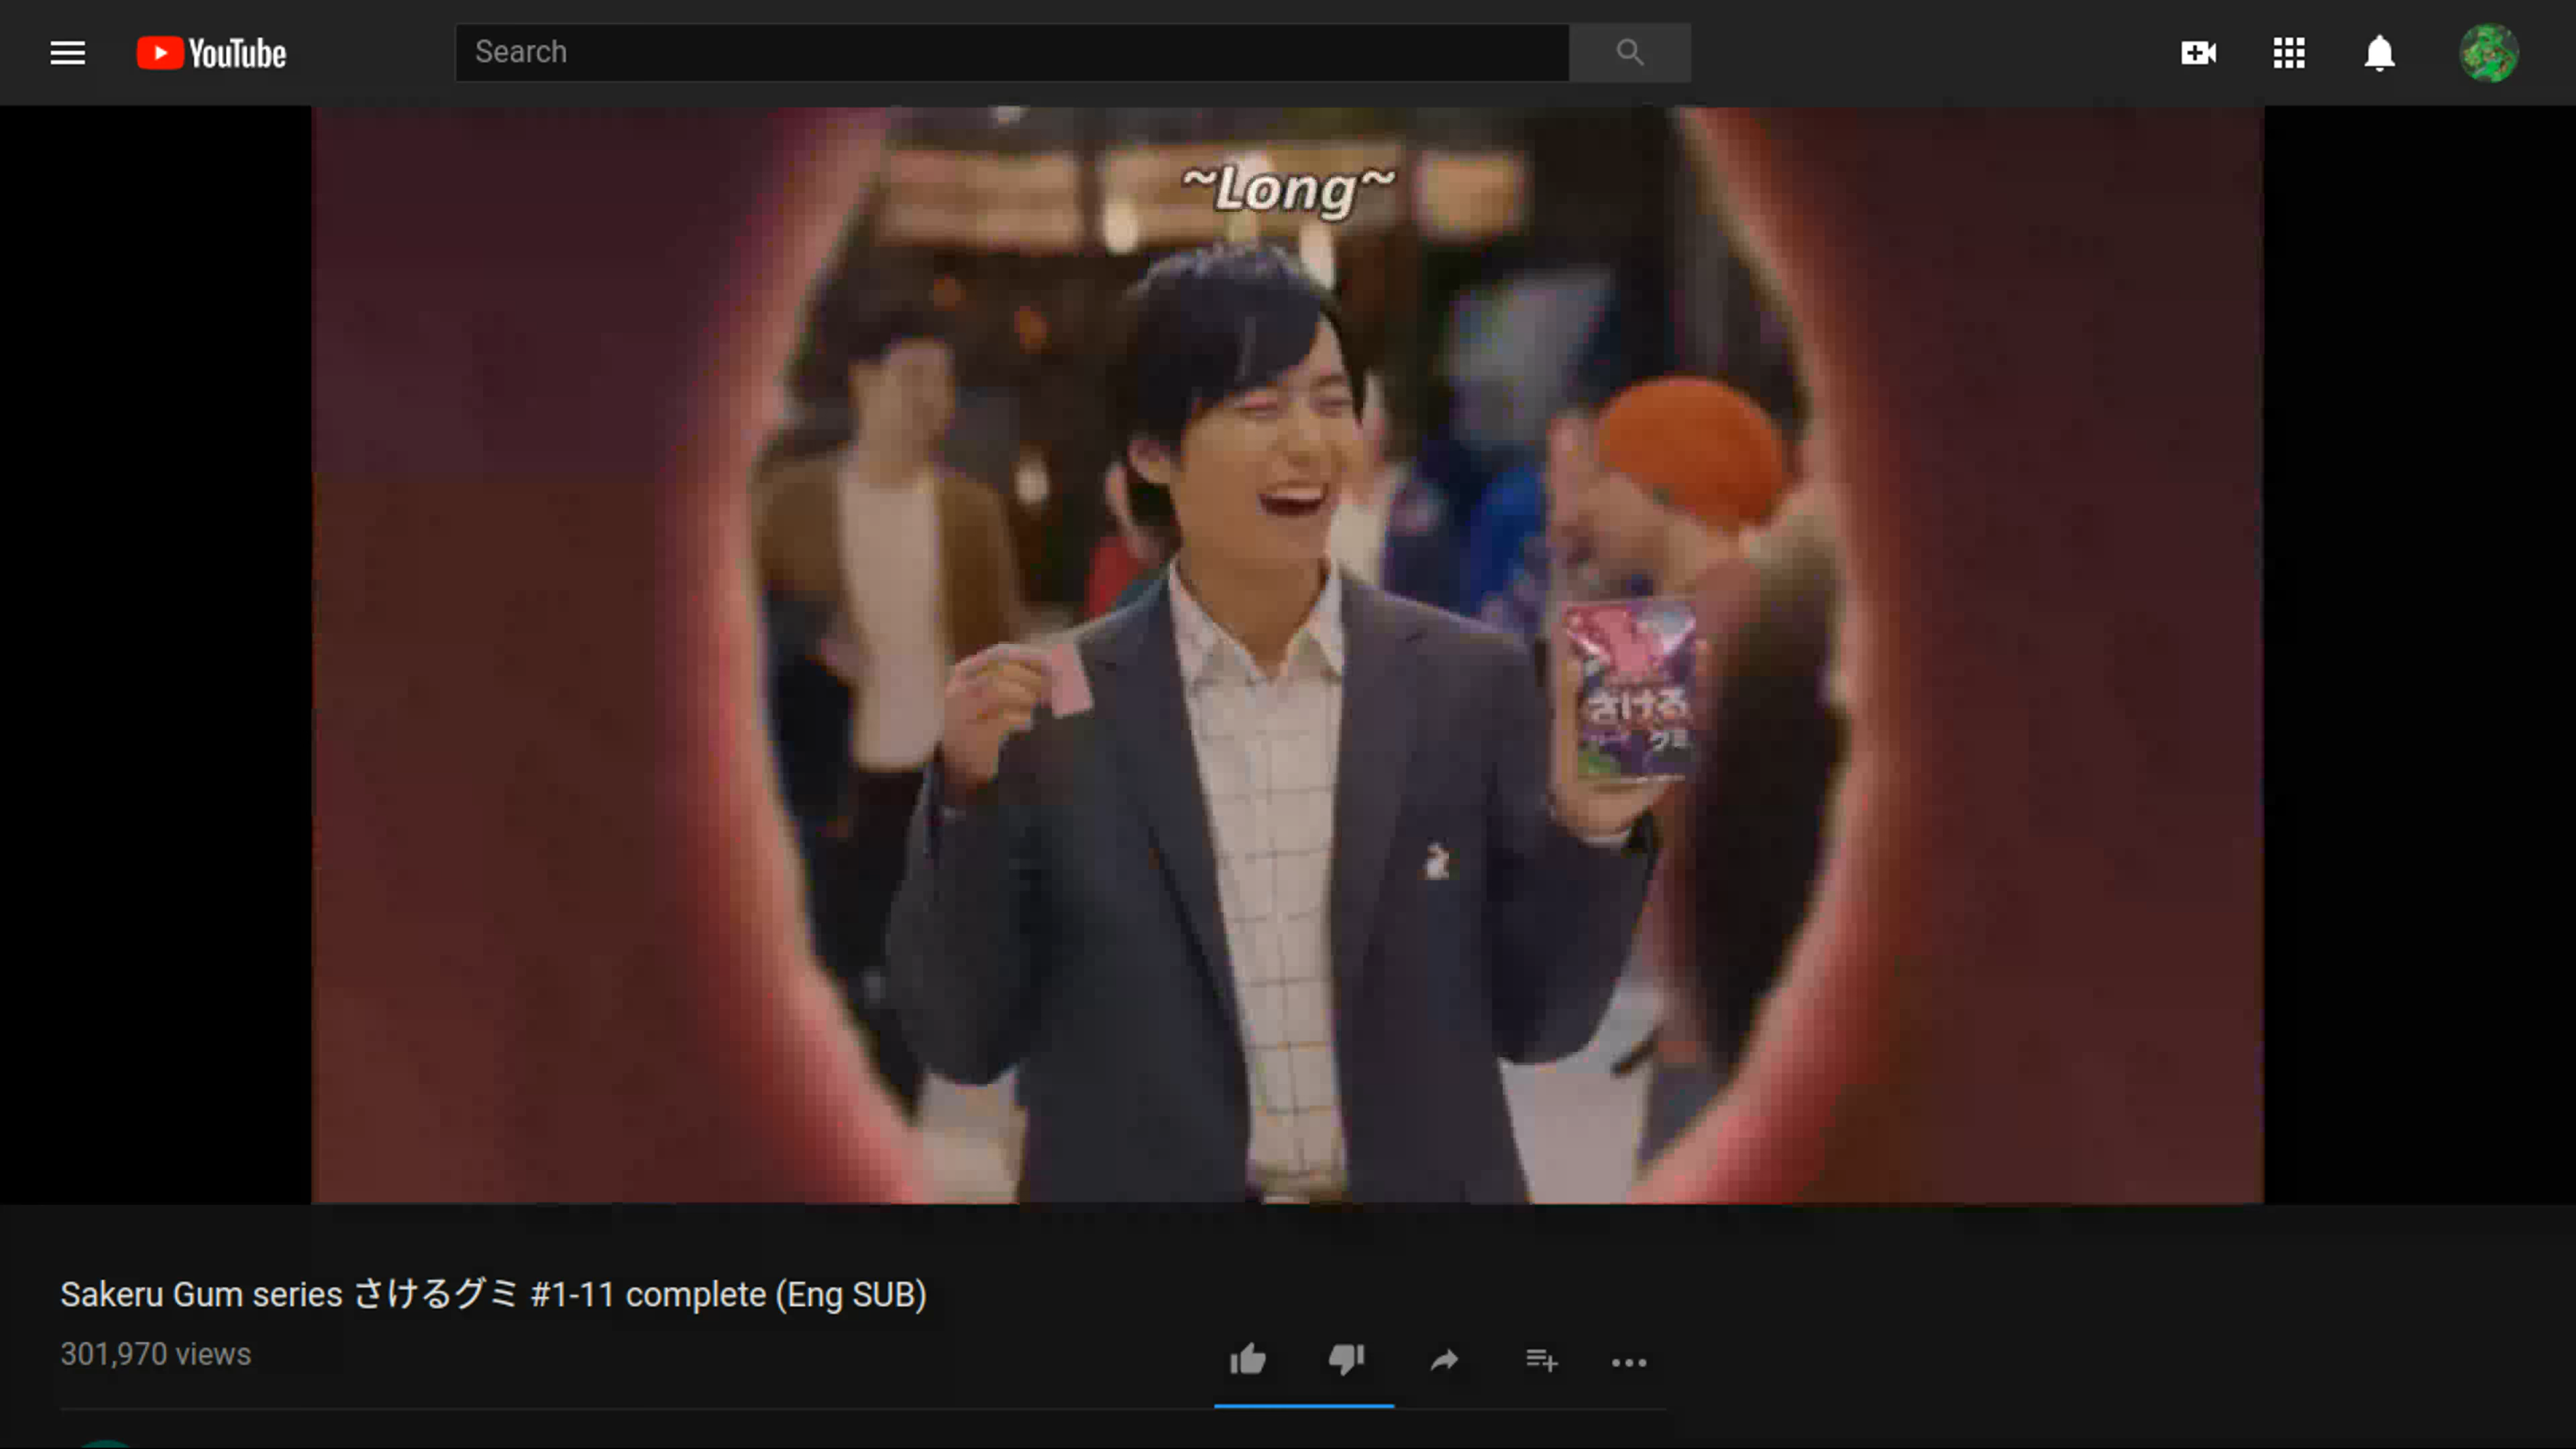 YouTube
Search
~Long~
さける
グミ
Sakeru Gum series さけるグミ #1-11 complete (Eng SUB)
301,970 views